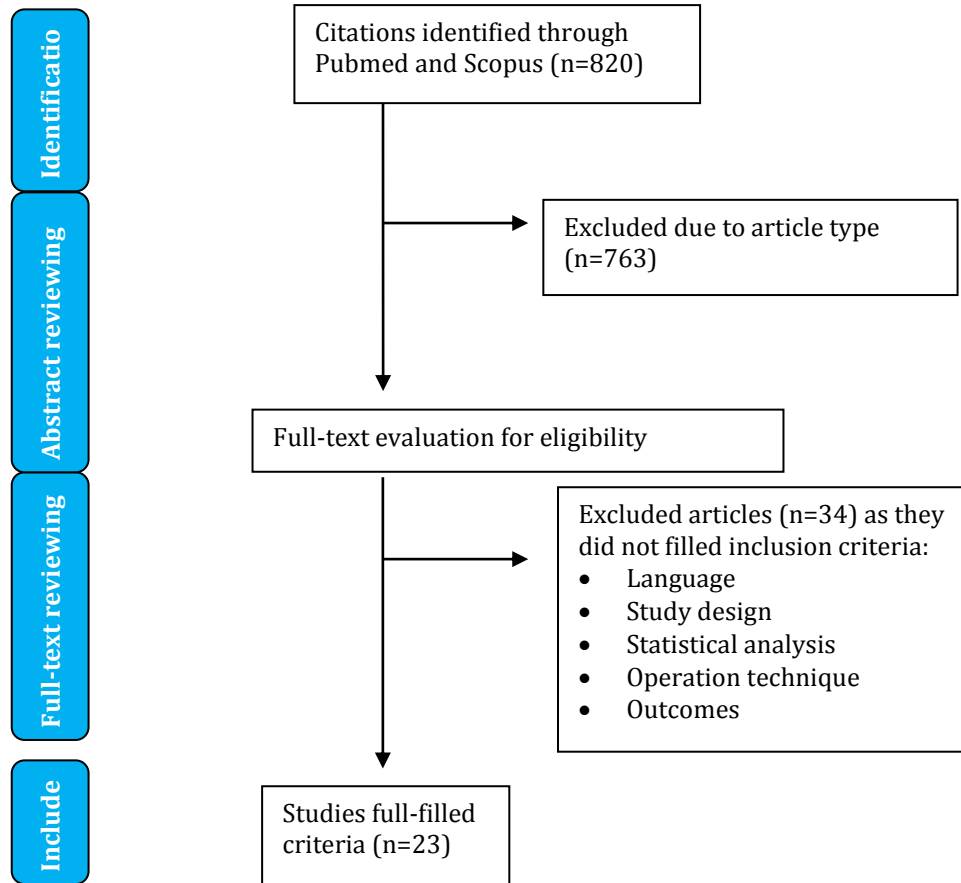 Identificatio
Citations identified through
Pubmed and Scopus (n=820)
Abstract reviewing
Excluded due to article type
(n=763)
Full-text evaluation for eligibility
Full-text reviewing
Excluded articles (n=34) as they
did not filled inclusion criteria:
• Language
• Study design
• Statistical analysis
• Operation technique
• Outcomes
Include
Studies full-filled
criteria (n=23)